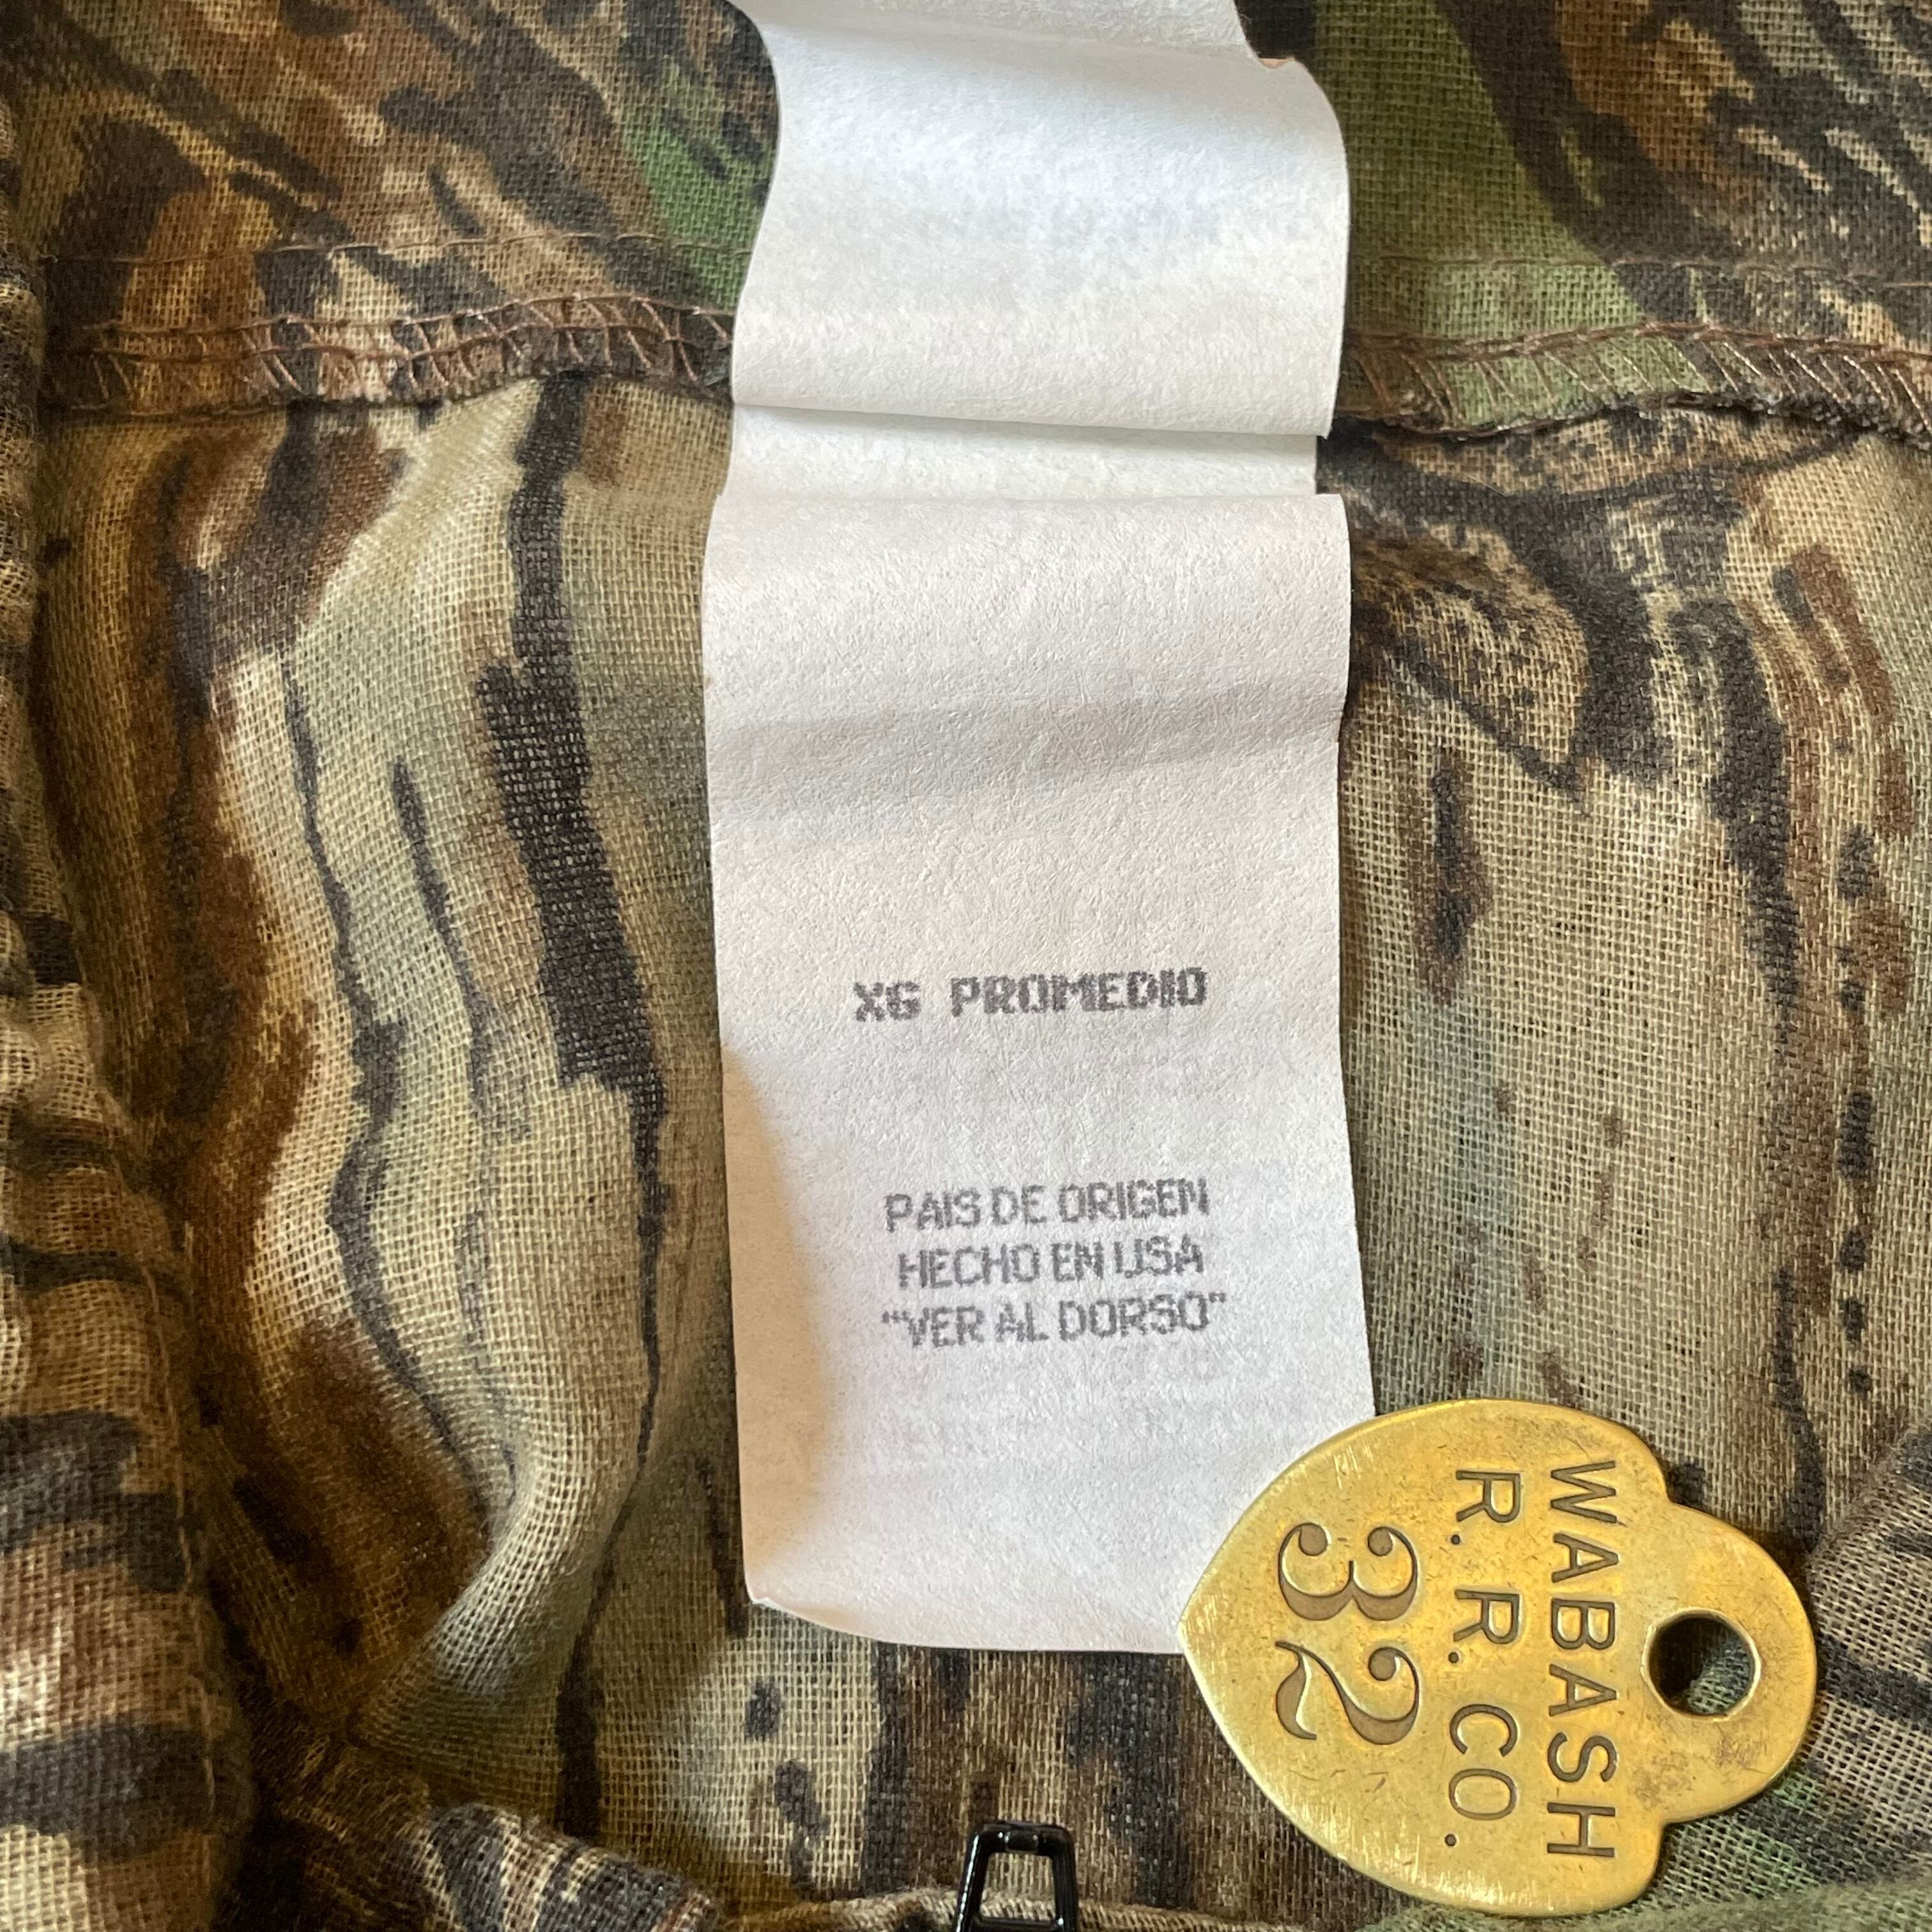 XG PROMEDIO
PAIS DE ORIGEN
HECHO EN USA
“"VER AL DORSO"
WABASH
R. R. CO.
32